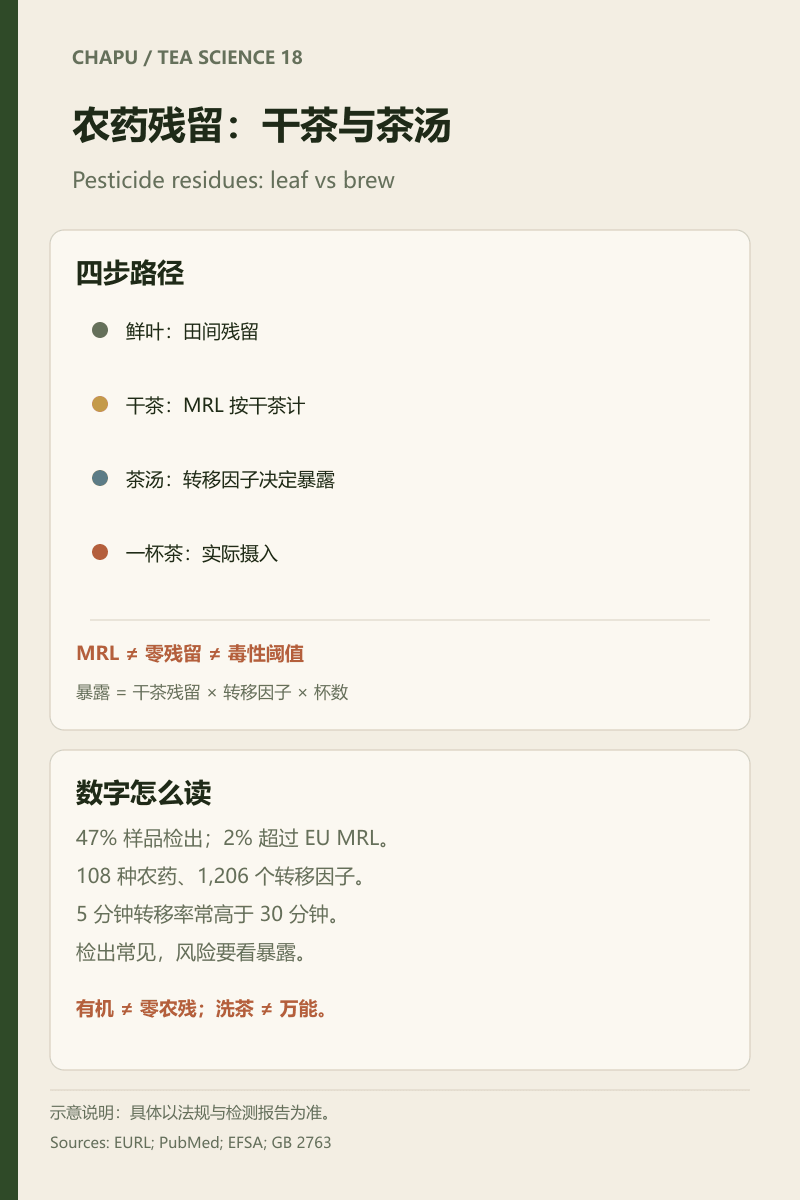 CHAPU / TEA SCIENCE 18
农药残留：干茶与茶汤
Pesticide residues: leaf vs brew
四步路径
鲜叶：田间残留
干茶：MRL 按干茶计
茶汤：转移因子决定暴露
一杯茶：实际摄入
MRL ≠ 零残留 ≠ 毒性阈值
暴露 = 干茶残留 × 转移因子 × 杯数
数字怎么读
47% 样品检出；2% 超过 EU MRL。
108 种农药、1,206 个转移因子。
5 分钟转移率常高于 30 分钟。
检出常见，风险要看暴露。
有机 ≠ 零农残；洗茶 ≠ 万能。
示意说明：具体以法规与检测报告为准。
Sources: EURL; PubMed; EFSA; GB 2763